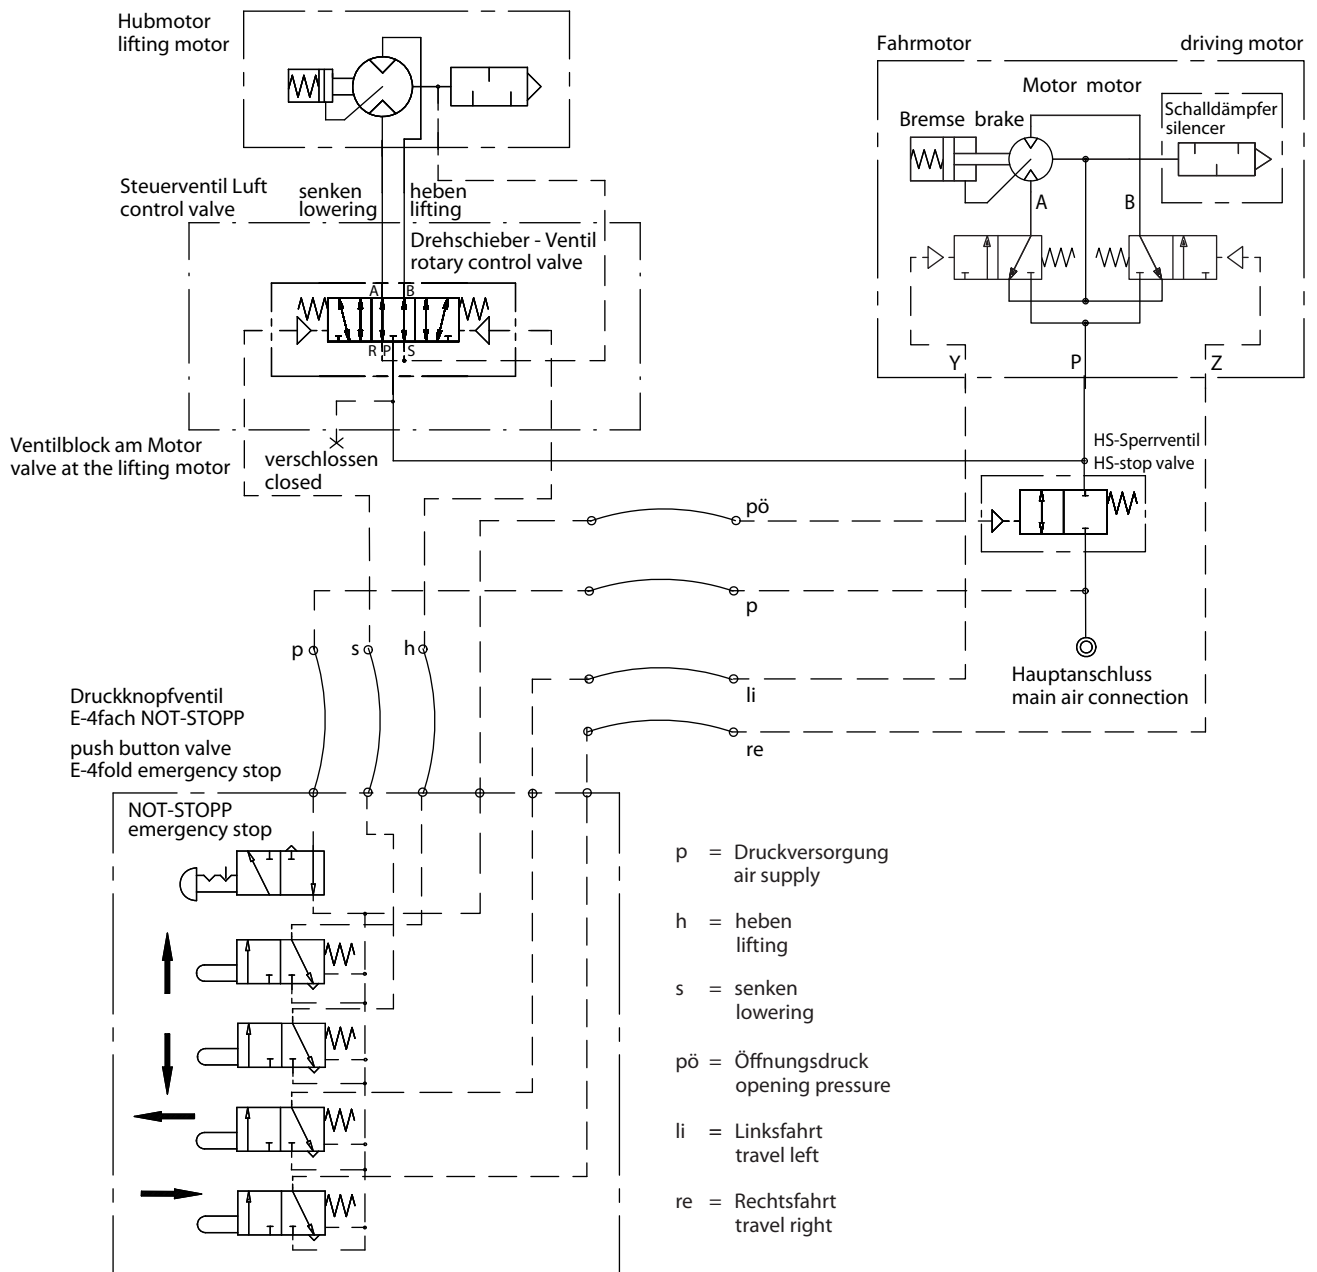 Hubmotor
lifting motor
Fahrmotor
driving motor
Motor motor
Bremse brake
Schalldämpfer
silencer
A
B
Steuerventil Luft
control valve
senken
lowering
heben
lifting
Drehschieber - Ventil
rotary control valve
A
B
R
P
S
Y
P
Z
Ventilblock am Motor
valve at the lifting motor
verschlossen
closed
HS-Sperrventil
HS-stop valve
pö
p
li
re
p
s
h
Hauptanschluss
main air connection
Druckknopfventil
E-4fach NOT-STOPP
push button valve
E-4fold emergency stop
NOT-STOPP
emergency stop
p = Druckversorgung
air supply
h = heben
lifting
s = senken
lowering
pö = Öffnungsdruck
opening pressure
li = Linksfahrt
travel left
re = Rechtsfahrt
travel right